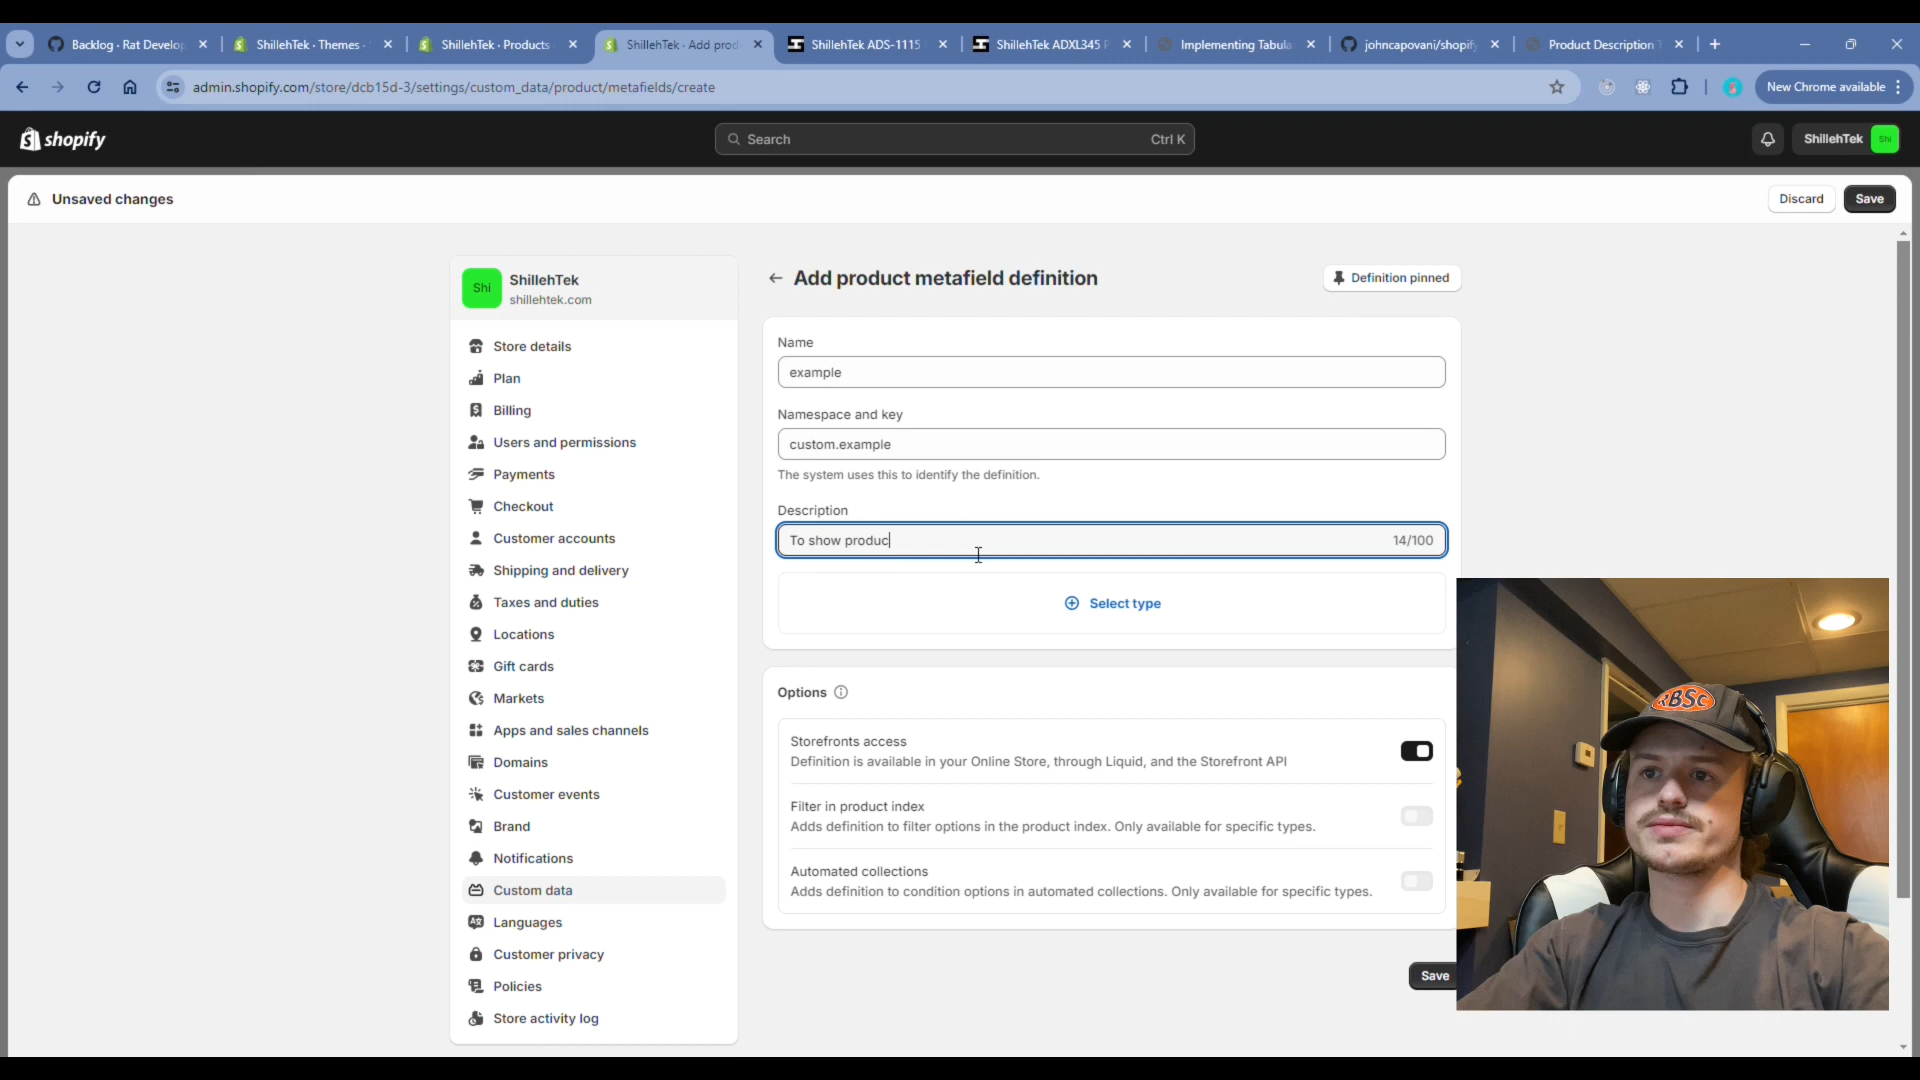 Backlog · Rat Develop
ShillehTek · Themes ·
ShillehTek · Products
ShillehTek · Add prod
ShillehTek ADS-1115
ShillehTek ADXL345 P
Implementing Tabula
johncapovani/shopify
Product Description T
admin.shopify.com/store/dcb15d-3/settings/custom_data/product/metafields/create
New Chrome available
shopify
Search
Ctrl K
ShillehTek
Shi
Unsaved changes
Discard
Save
Shi
ShillehTek
shillehtek.com
Store details
Plan
Billing
Users and permissions
Payments
Checkout
Customer accounts
Shipping and delivery
Taxes and duties
Locations
Gift cards
Markets
Apps and sales channels
Domains
Customer events
Brand
Notifications
Custom data
Languages
Customer privacy
Policies
Store activity log
Add product metafield definition
Definition pinned
Name
example
Namespace and key
custom.example
The system uses this to identify the definition.
Description
To show produc
14/100
Select type
Options
Storefronts access
Definition is available in your Online Store, through Liquid, and the Storefront API
Filter in product index
Adds definition to filter options in the product index. Only available for specific types.
Automated collections
Adds definition to condition options in automated collections. Only available for specific types.
Save
RBSC